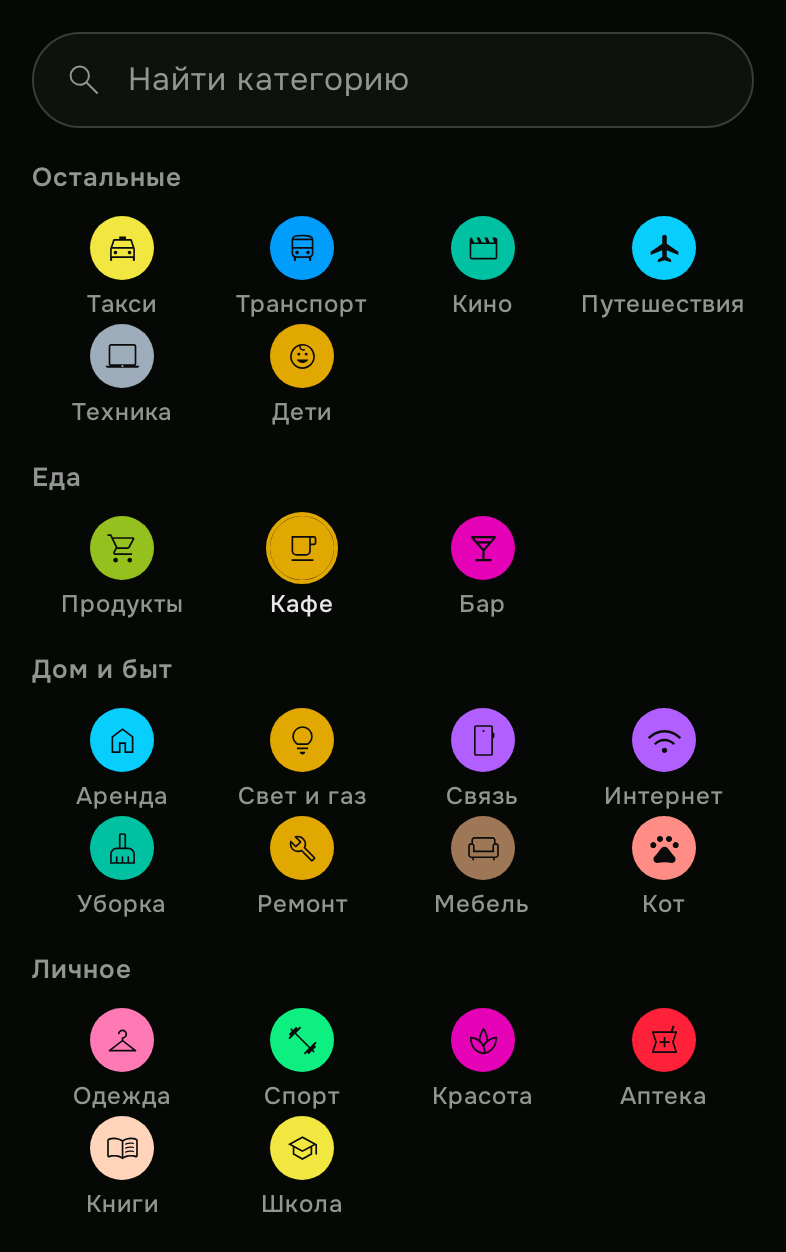 Найти категорию
Остальные
Такси Транспорт Кино Путешествия
Техника Дети
Еда
Продукты Кафе Бар
Дом и быт
Аренда Свет и газ Связь Интернет
Уборка Ремонт Мебель Кот
Личное
Одежда Спорт Красота Аптека
Книги Школа